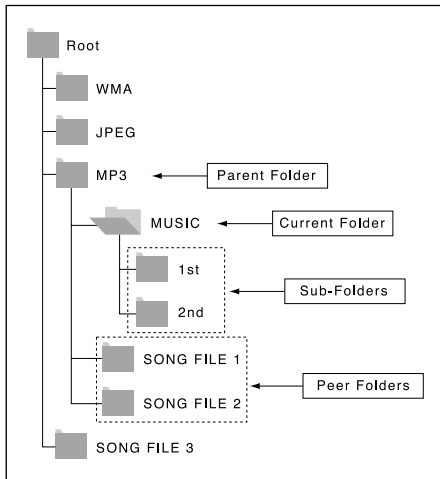 Root
WMA
JPEG
MP3
Parent Folder
MUSIC
Current Folder
1st
2nd
Sub-Folders
SONG FILE 1
SONG FILE 2
Peer Folders
SONG FILE 3